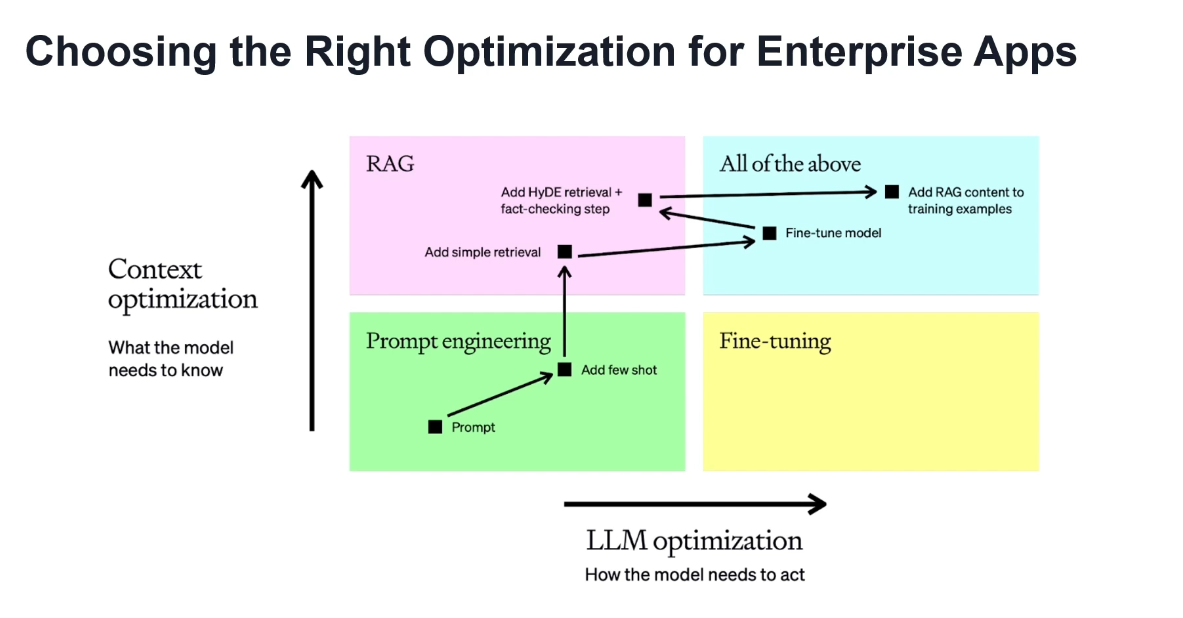 Choosing the Right Optimization for Enterprise Apps
RAG
All of the above
Add HyDE retrieval +
fact-checking step
Add RAG content to
training examples
Fine-tune model
Add simple retrieval
Context
optimization
What the model
needs to know
Prompt engineering
Fine-tuning
Add few shot
Prompt
LLM optimization
How the model needs to act